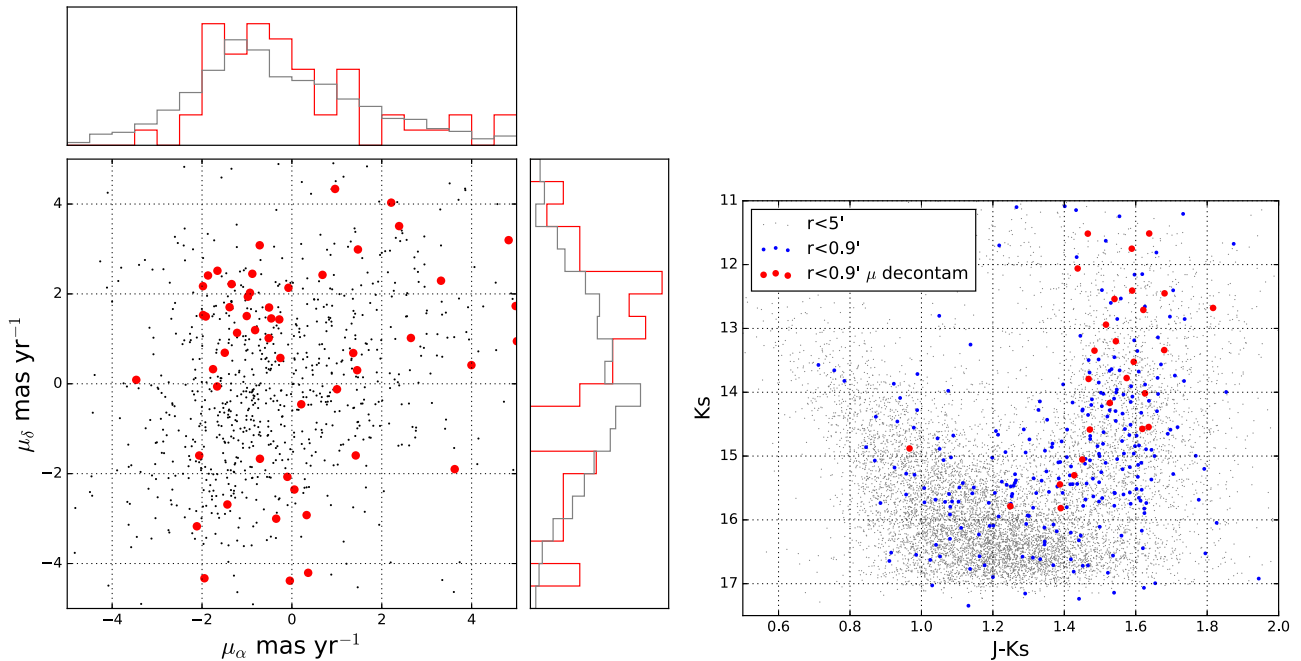 μδ mas yr⁻¹
4
2
0
−2
−4
−4 −2 0 2 4
μα mas yr⁻¹
Ks
11
12
13
14
15
16
17
r<5'
r<0.9'
r<0.9' μ decontam
0.6 0.8 1.0 1.2 1.4 1.6 1.8 2.0
J-Ks